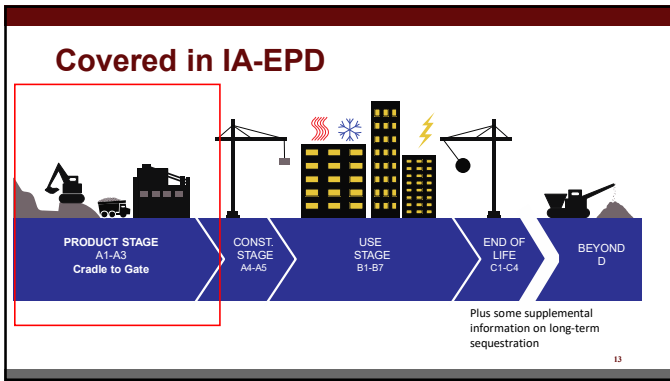 Covered in IA-EPD
PRODUCT STAGE
A1-A3
Cradle to Gate
CONST.
STAGE
A4-A5
USE
STAGE
B1-B7
END OF
LIFE
C1-C4
BEYOND
D
Plus some supplemental
information on long-term
sequestration
13